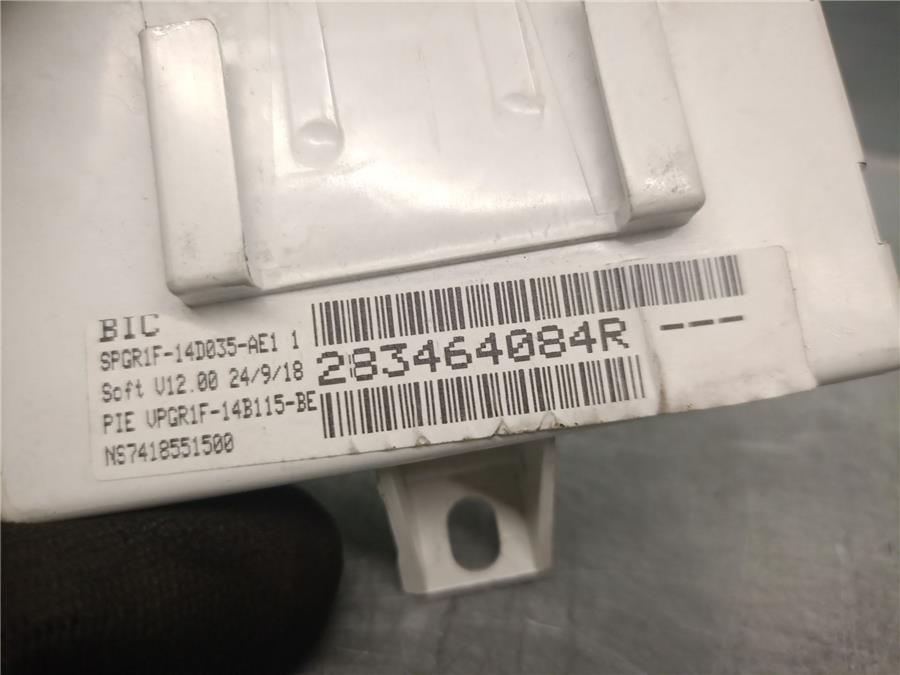 BIC
SPGR1F-14D035-AE1 1
Soft V12.00 24/9/18
PIE VPGR1F-14B115-BE
NS7418551500
283464084R ---